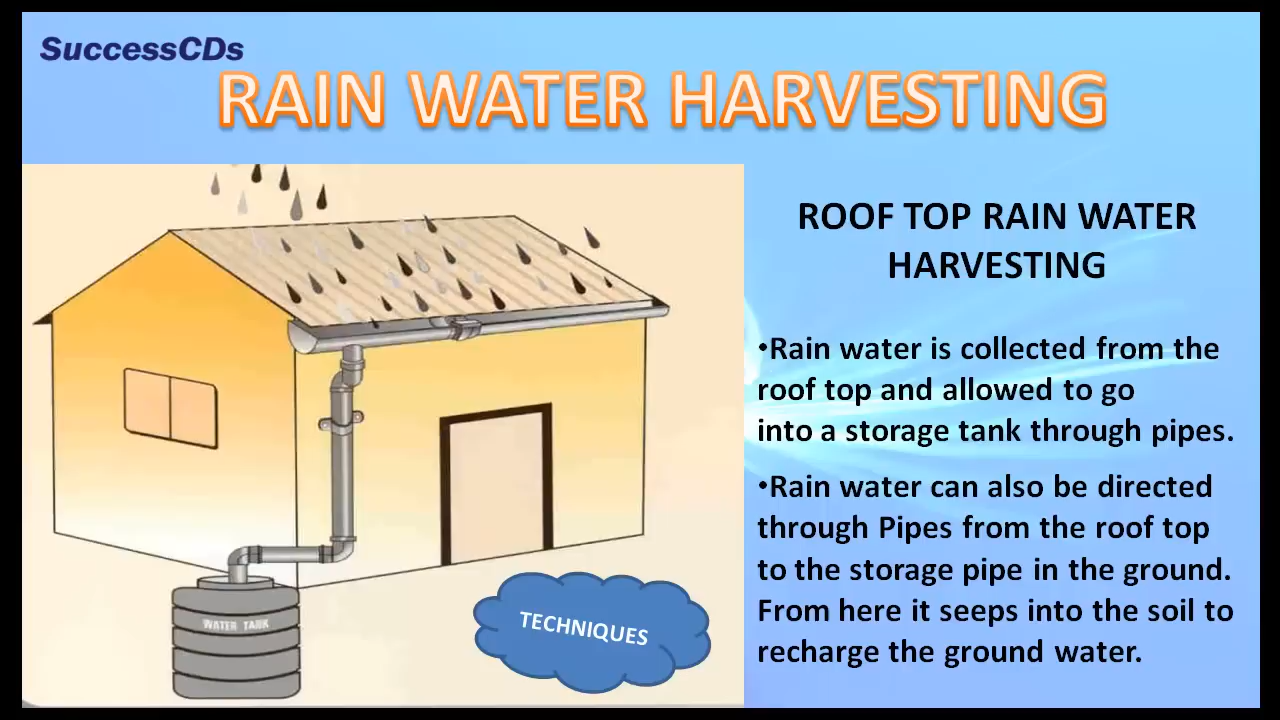 SuccessCDs
RAIN WATER HARVESTING
ROOF TOP RAIN WATER
HARVESTING
•Rain water is collected from the
roof top and allowed to go
into a storage tank through pipes.
•Rain water can also be directed
through Pipes from the roof top
to the storage pipe in the ground.
From here it seeps into the soil to
recharge the ground water.
TECHNIQUES
WATER TANK